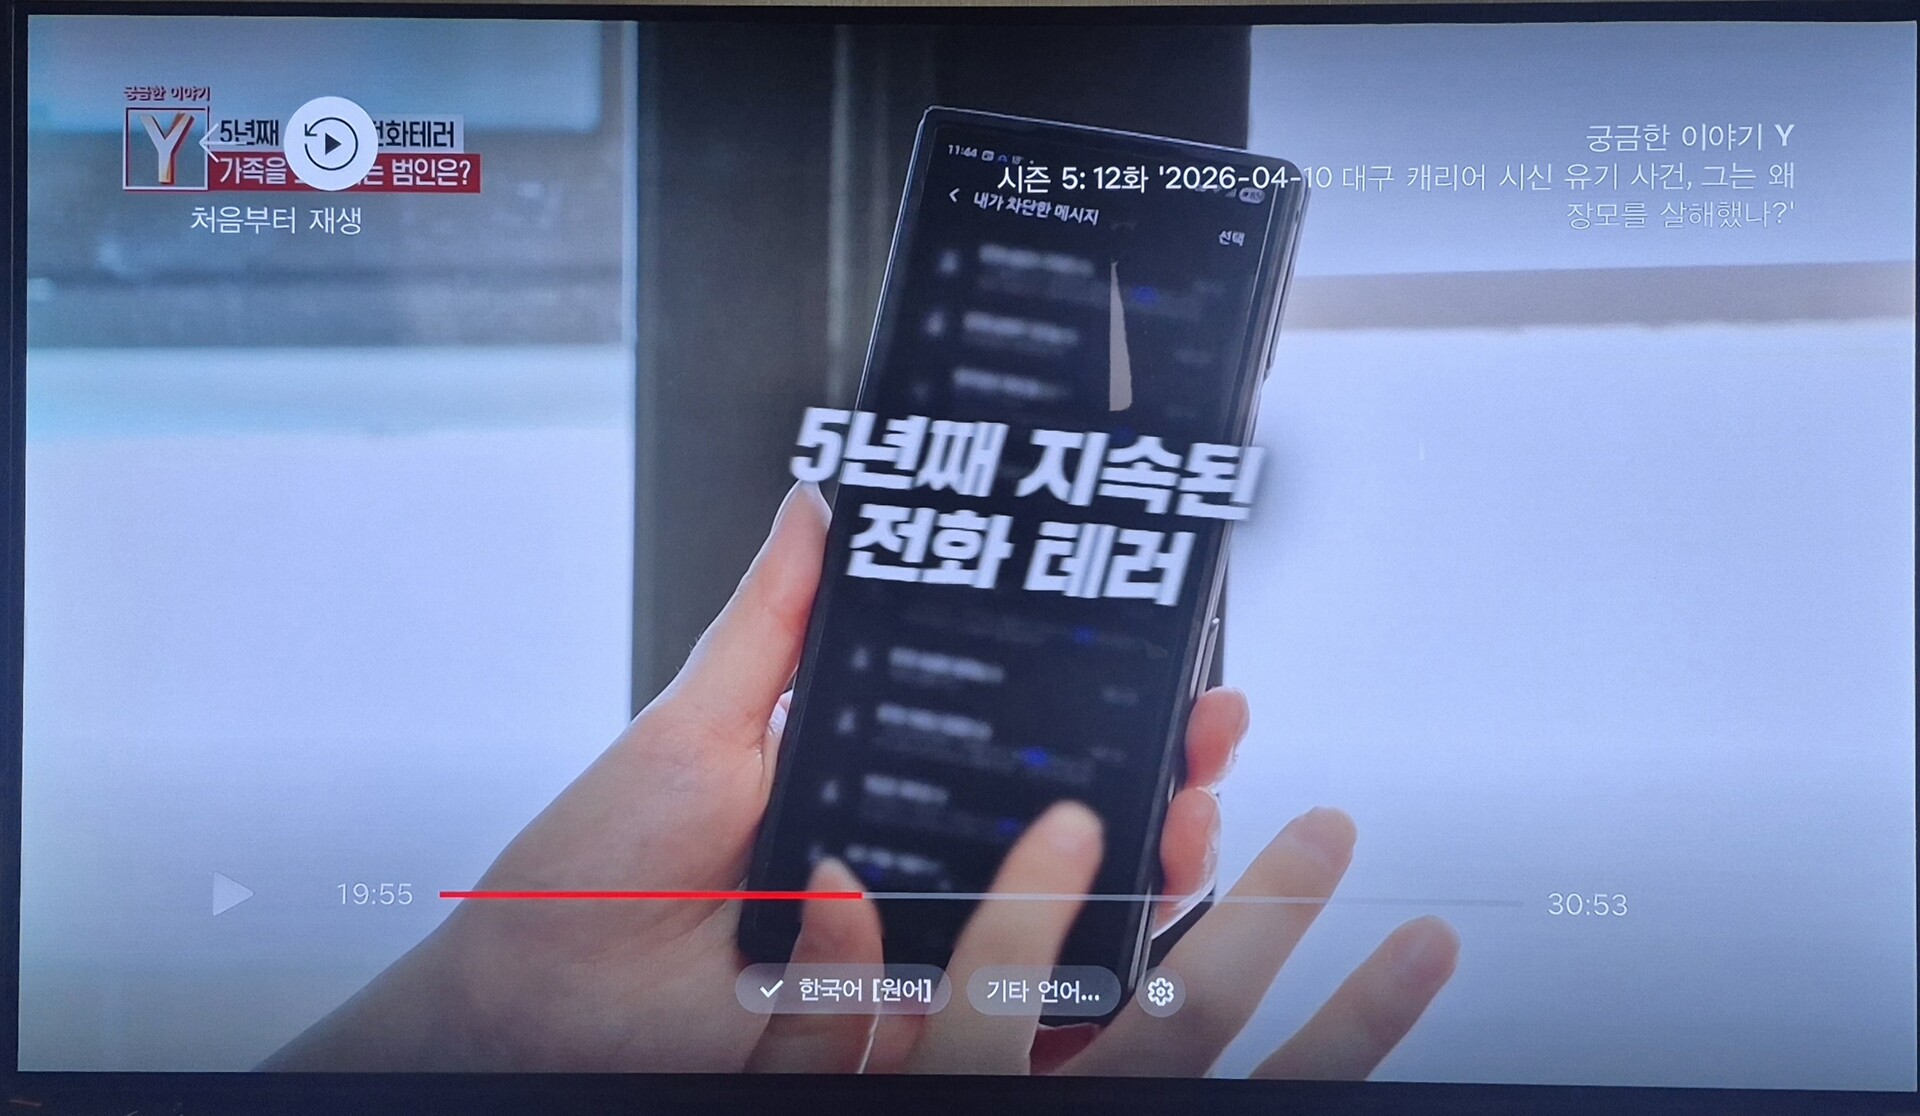 궁금한 이야기
Y
5년째 전화테러
가족을 는 범인은?
처음부터 재생
궁금한 이야기 Y
시즌 5: 12화 '2026-04-10 대구 캐리어 시신 유기 사건, 그는 왜
장모를 살해했나?'
11:44
내가 차단한 메시지
선택
5년째 지속된
전화 테러
19:55
30:53
한국어 [원어]
기타 언어...